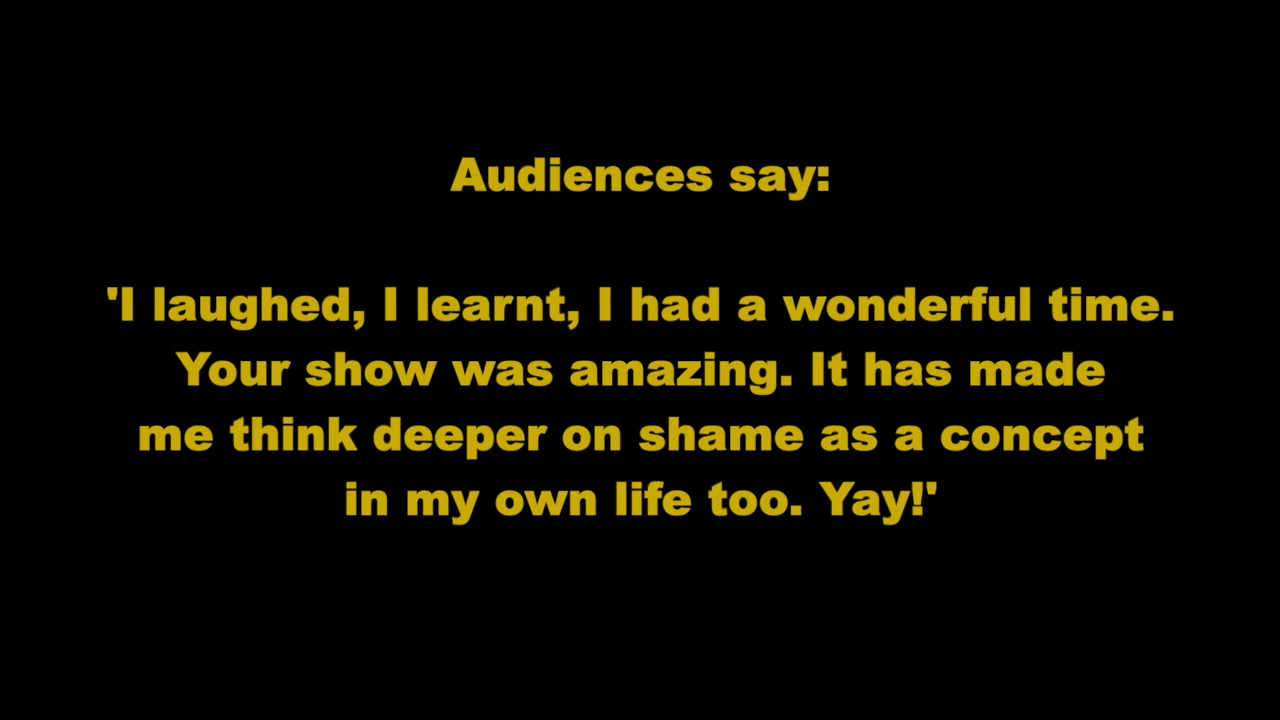 Audiences say:
'I laughed, I learnt, I had a wonderful time.
Your show was amazing. It has made
me think deeper on shame as a concept
in my own life too. Yay!'